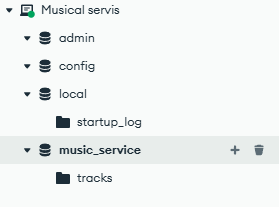 Musical servis
admin
config
local
startup_log
music_service
tracks